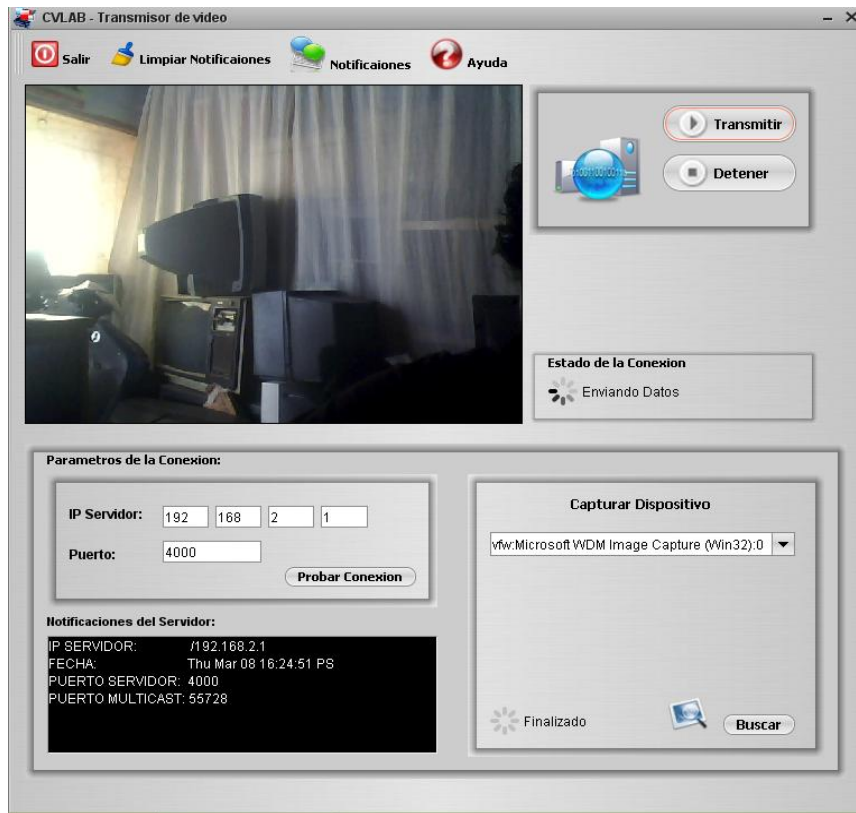 CVLAB - Transmisor de video
Salir Limpiar Notificaiones Notificaiones Ayuda
Transmitir
Detener
Estado de la Conexion
Enviando Datos
Parametros de la Conexion:
IP Servidor: 192 168 2 1
Puerto: 4000
Probar Conexion
Capturar Dispositivo
vfw:Microsoft WDM Image Capture (Win32):0
Notificaciones del Servidor:
IP SERVIDOR: /192.168.2.1
FECHA: Thu Mar 08 16:24:51 PS
PUERTO SERVIDOR: 4000
PUERTO MULTICAST: 55728
Finalizado
Buscar